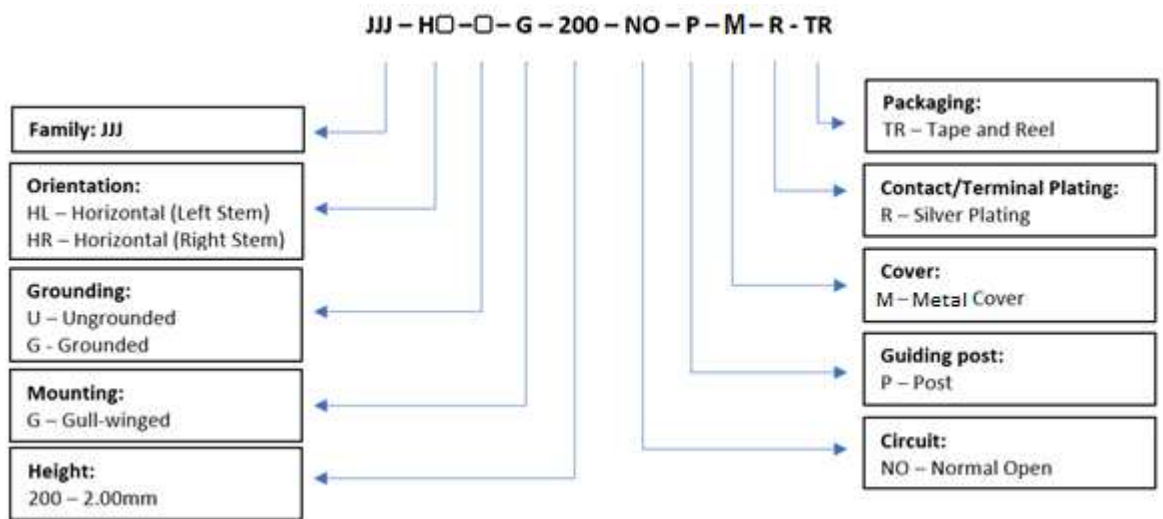 JJJ – H▢ – ▢ – G – 200 – NO – P – M – R - TR
Family: JJJ
Orientation:
HL – Horizontal (Left Stem)
HR – Horizontal (Right Stem)
Grounding:
U – Ungrounded
G - Grounded
Mounting:
G – Gull-winged
Height:
200 – 2.00mm
Packaging:
TR – Tape and Reel
Contact/Terminal Plating:
R – Silver Plating
Cover:
M – Metal Cover
Guiding post:
P – Post
Circuit:
NO – Normal Open